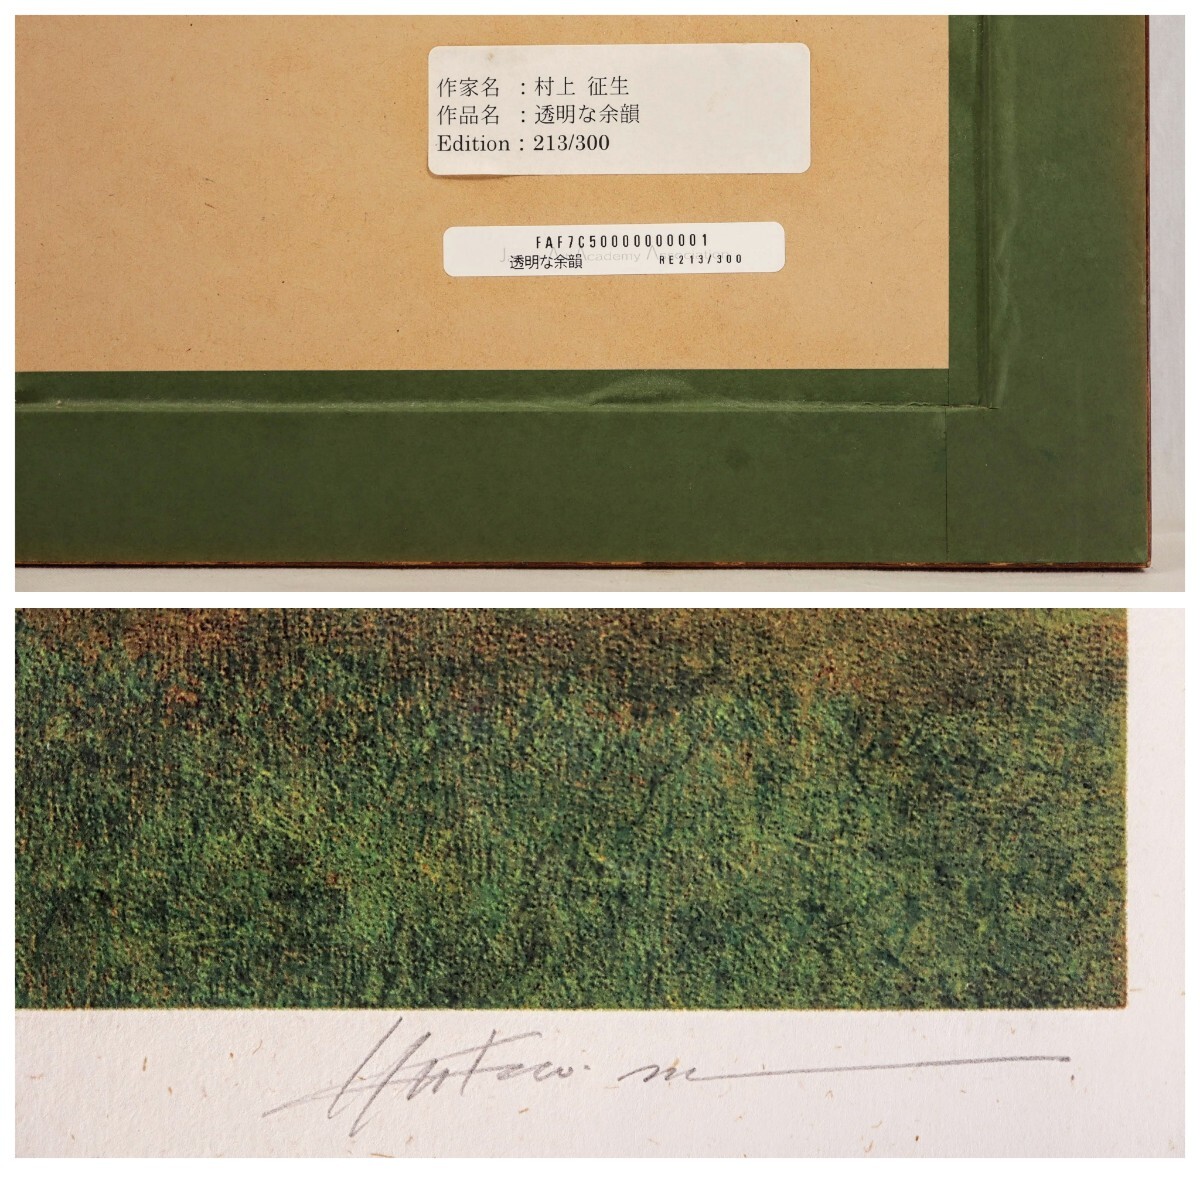 作家名 ：村上 征生
作品名 ：透明な余韻
Edition：213/300
FAF7C50000000001
透明な余韻 RE213/300